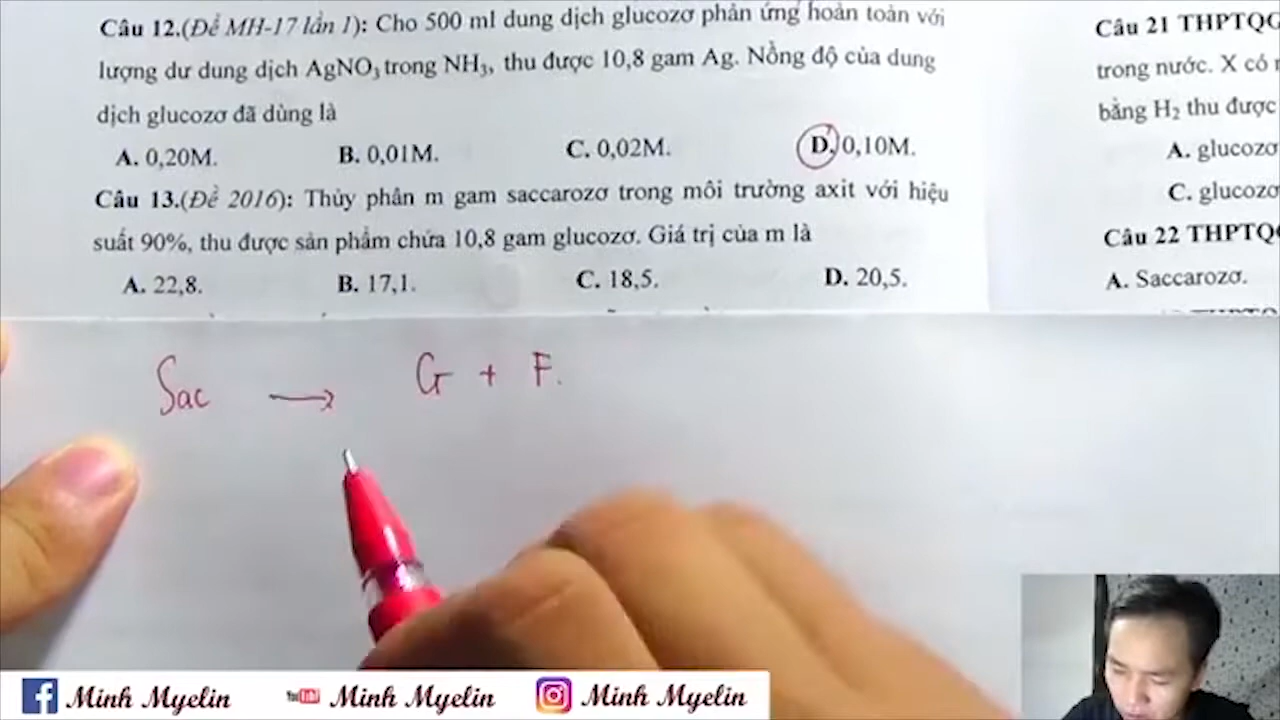 Câu 12.(Đề MH-17 lần 1): Cho 500 ml dung dịch glucozơ phản ứng hoàn toàn với
lượng dư dung dịch AgNO₃ trong NH₃, thu được 10,8 gam Ag. Nồng độ của dung
dịch glucozơ đã dùng là
A. 0,20M. B. 0,01M. C. 0,02M. D. 0,10M.
Câu 13.(Đề 2016): Thủy phân m gam saccarozơ trong môi trường axit với hiệu
suất 90%, thu được sản phẩm chứa 10,8 gam glucozơ. Giá trị của m là
A. 22,8. B. 17,1. C. 18,5. D. 20,5.
Câu 21 THPTQG
trong nước. X có
bằng H₂ thu được
A. glucozơ
C. glucozơ
Câu 22 THPTQG
A. Saccarozơ.
Sac → G + F.
Minh Myelin YouTube Minh Myelin Minh Myelin